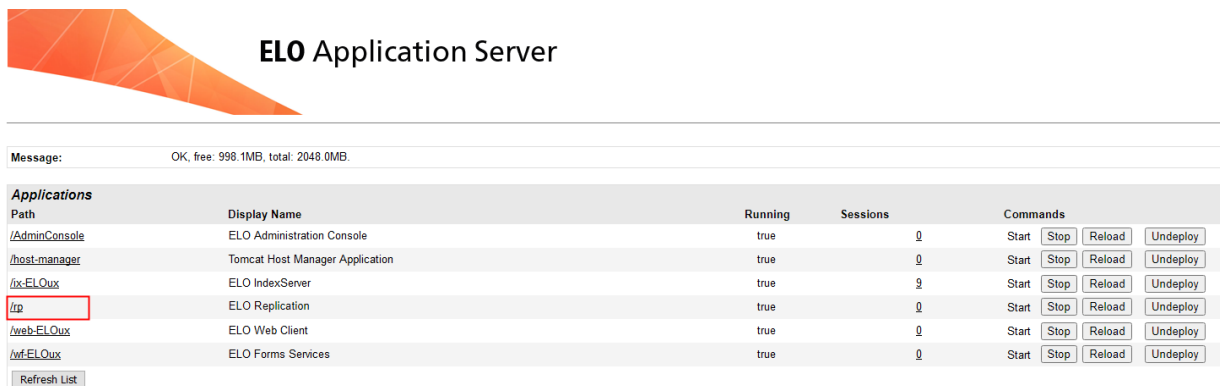 ELO Application Server
Message: OK, free: 998.1MB, total: 2048.0MB.
Applications
Path Display Name Running Sessions Commands
/AdminConsole ELO Administration Console true 0 Start Stop Reload Undeploy
/host-manager Tomcat Host Manager Application true 0 Start Stop Reload Undeploy
/ix-ELOux ELO IndexServer true 9 Start Stop Reload Undeploy
/rp ELO Replication true 0 Start Stop Reload Undeploy
/web-ELOux ELO Web Client true 0 Start Stop Reload Undeploy
/wf-ELOux ELO Forms Services true 0 Start Stop Reload Undeploy
Refresh List